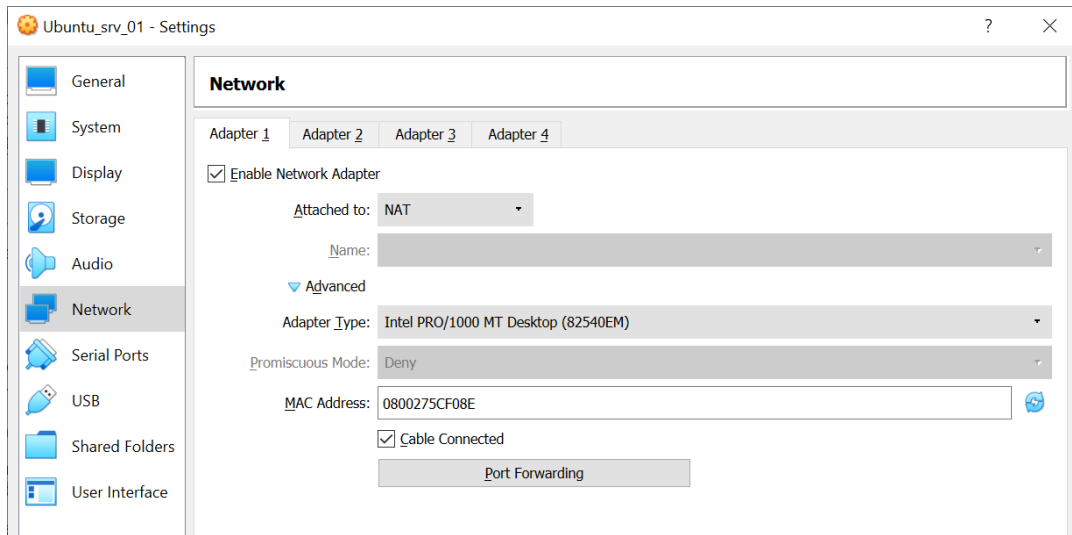 Ubuntu_srv_01 - Settings
?
General
System
Display
Storage
Audio
Network
Serial Ports
USB
Shared Folders
User Interface
Network
Adapter 1 Adapter 2 Adapter 3 Adapter 4
Enable Network Adapter
Attached to: NAT
Name:
Advanced
Adapter Type: Intel PRO/1000 MT Desktop (82540EM)
Promiscuous Mode: Deny
MAC Address: 0800275CF08E
Cable Connected
Port Forwarding